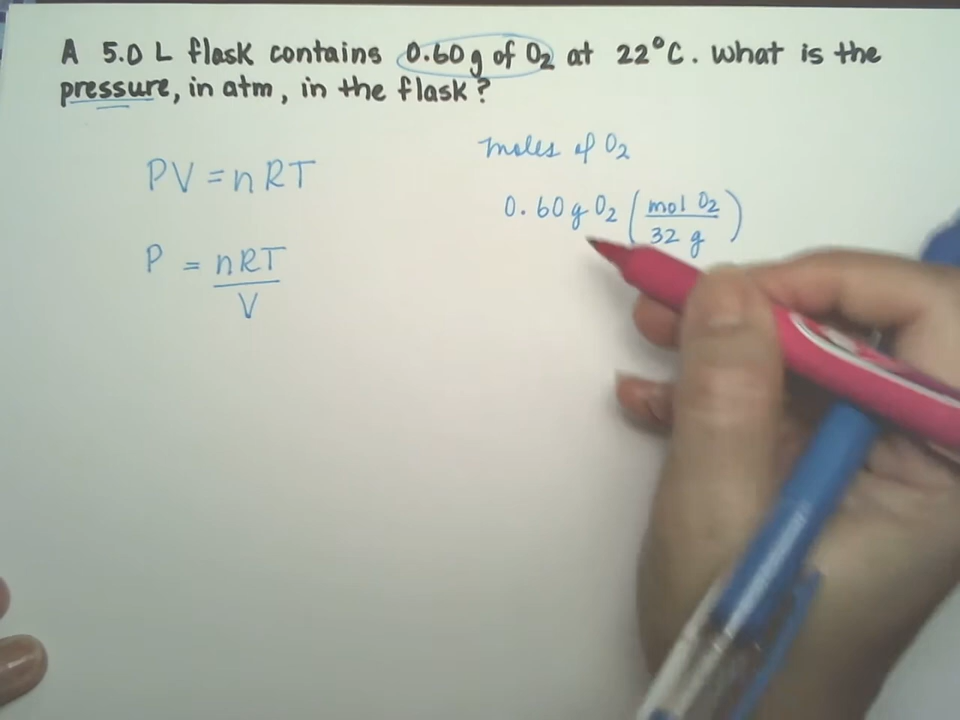 A 5.0 L flask contains 0.60 g of O₂ at 22°C. What is the
pressure, in atm, in the flask?
moles of O₂
PV = nRT
0.60 g O₂ (mol O₂ / 32 g)
P = nRT / V